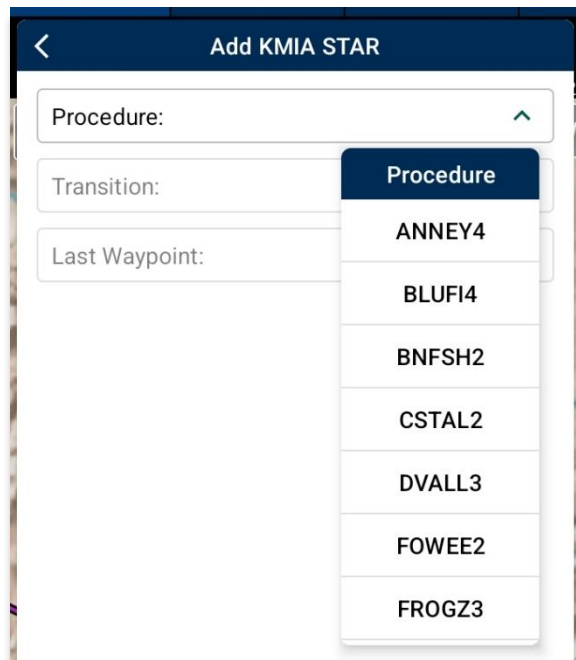 Add KMIA STAR
Procedure:
Transition:
Last Waypoint:
Procedure
ANNEY4
BLUFI4
BNFSH2
CSTAL2
DVALL3
FOWEE2
FROGZ3